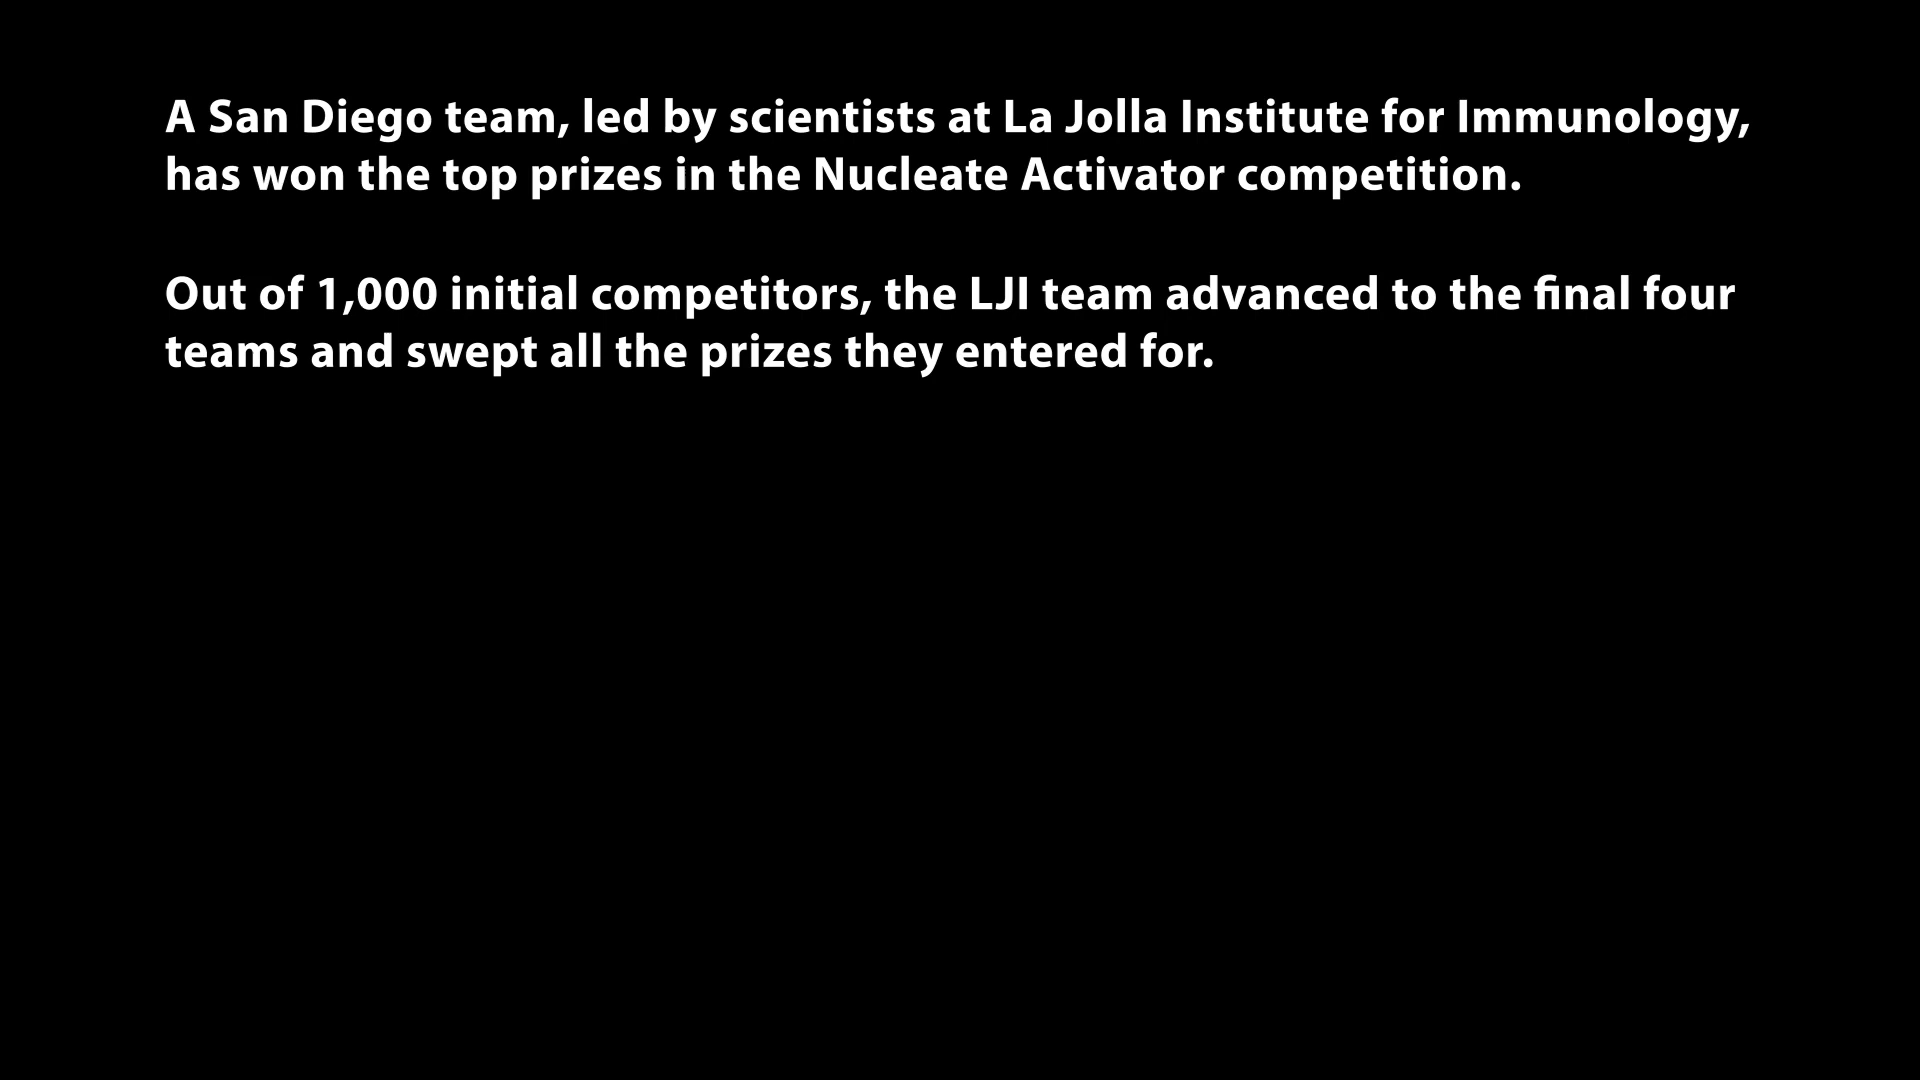 A San Diego team, led by scientists at La Jolla Institute for Immunology,
has won the top prizes in the Nucleate Activator competition.
Out of 1,000 initial competitors, the LJI team advanced to the final four
teams and swept all the prizes they entered for.